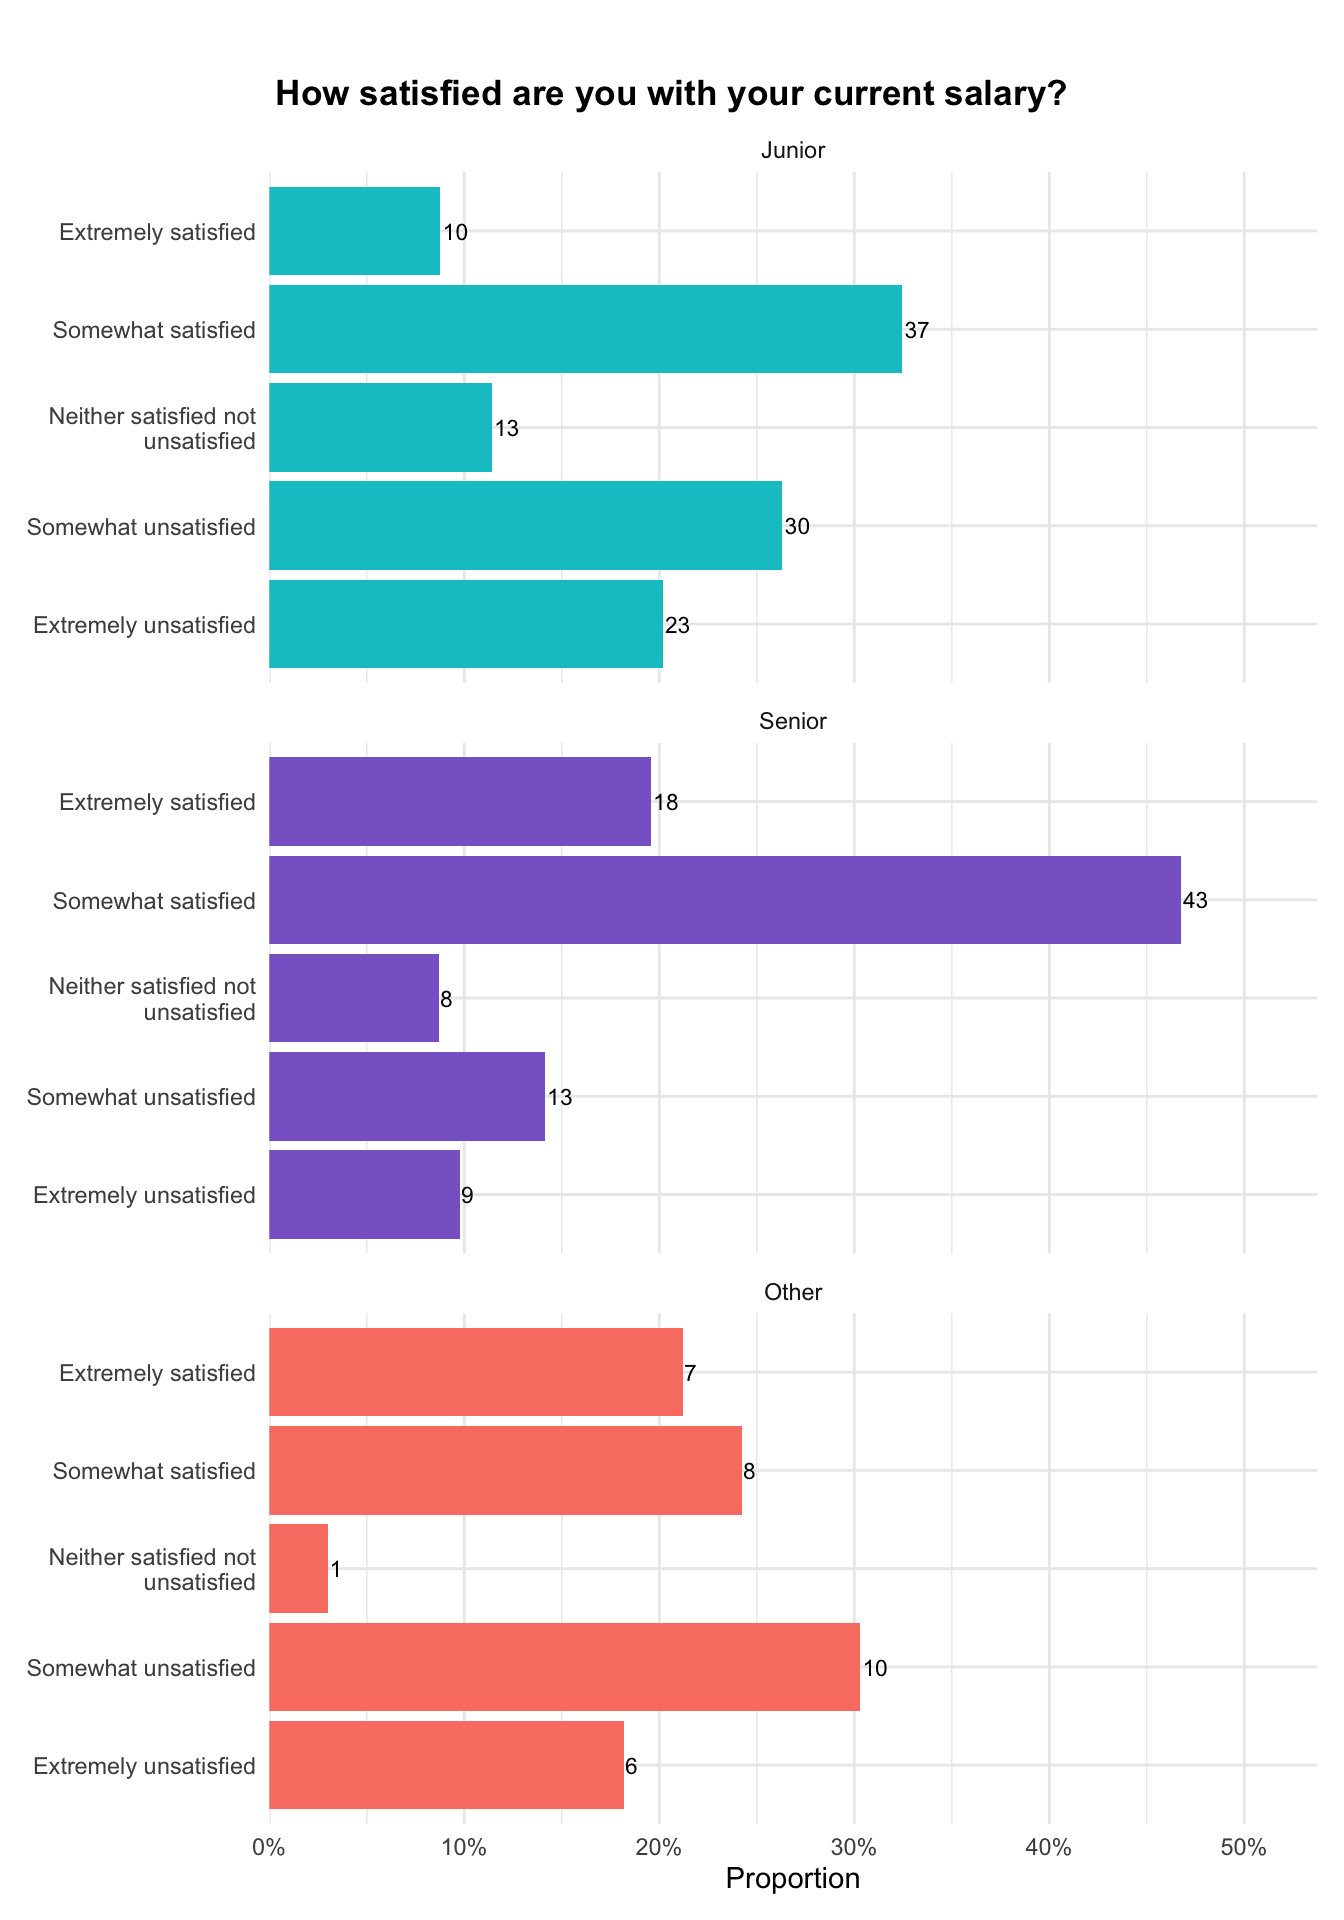 How satisfied are you with your current salary?
Junior
Extremely satisfied
10
Somewhat satisfied
37
Neither satisfied not
unsatisfied
13
Somewhat unsatisfied
30
Extremely unsatisfied
23
Senior
Extremely satisfied
18
Somewhat satisfied
43
Neither satisfied not
unsatisfied
8
Somewhat unsatisfied
13
Extremely unsatisfied
9
Other
Extremely satisfied
7
Somewhat satisfied
8
Neither satisfied not
unsatisfied
1
Somewhat unsatisfied
10
Extremely unsatisfied
6
0% 10% 20% 30% 40% 50%
Proportion